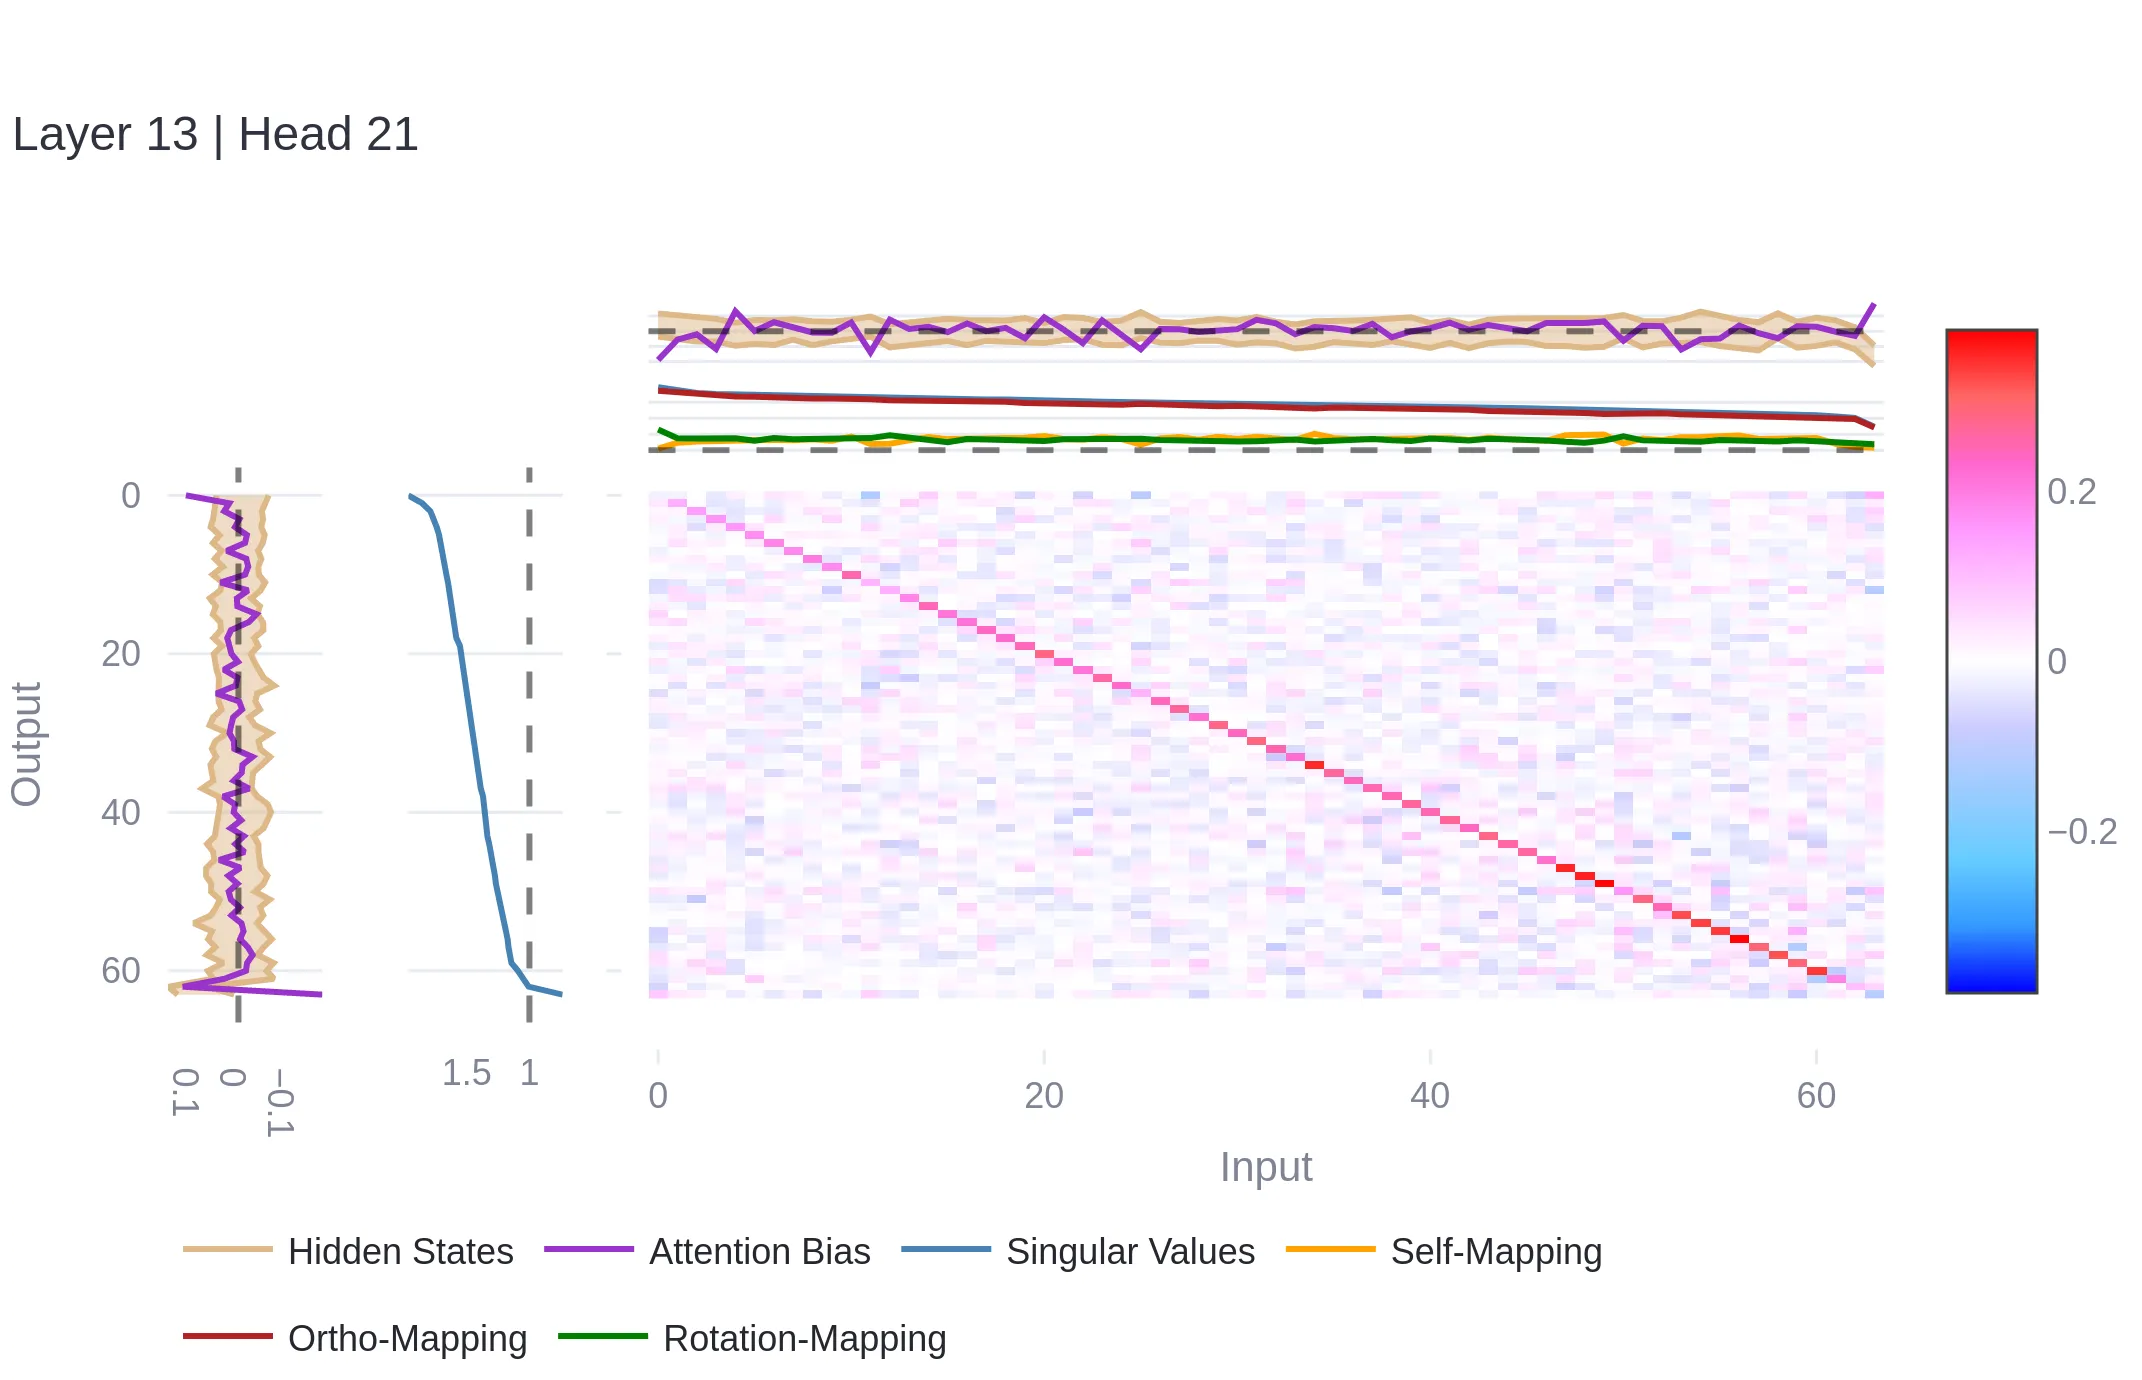 Layer 13 | Head 21
0
20
40
60
Output
0.1
0
−0.1
1.5
1
0
20
40
60
Input
0.2
0
−0.2
Hidden States
Attention Bias
Singular Values
Self-Mapping
Ortho-Mapping
Rotation-Mapping